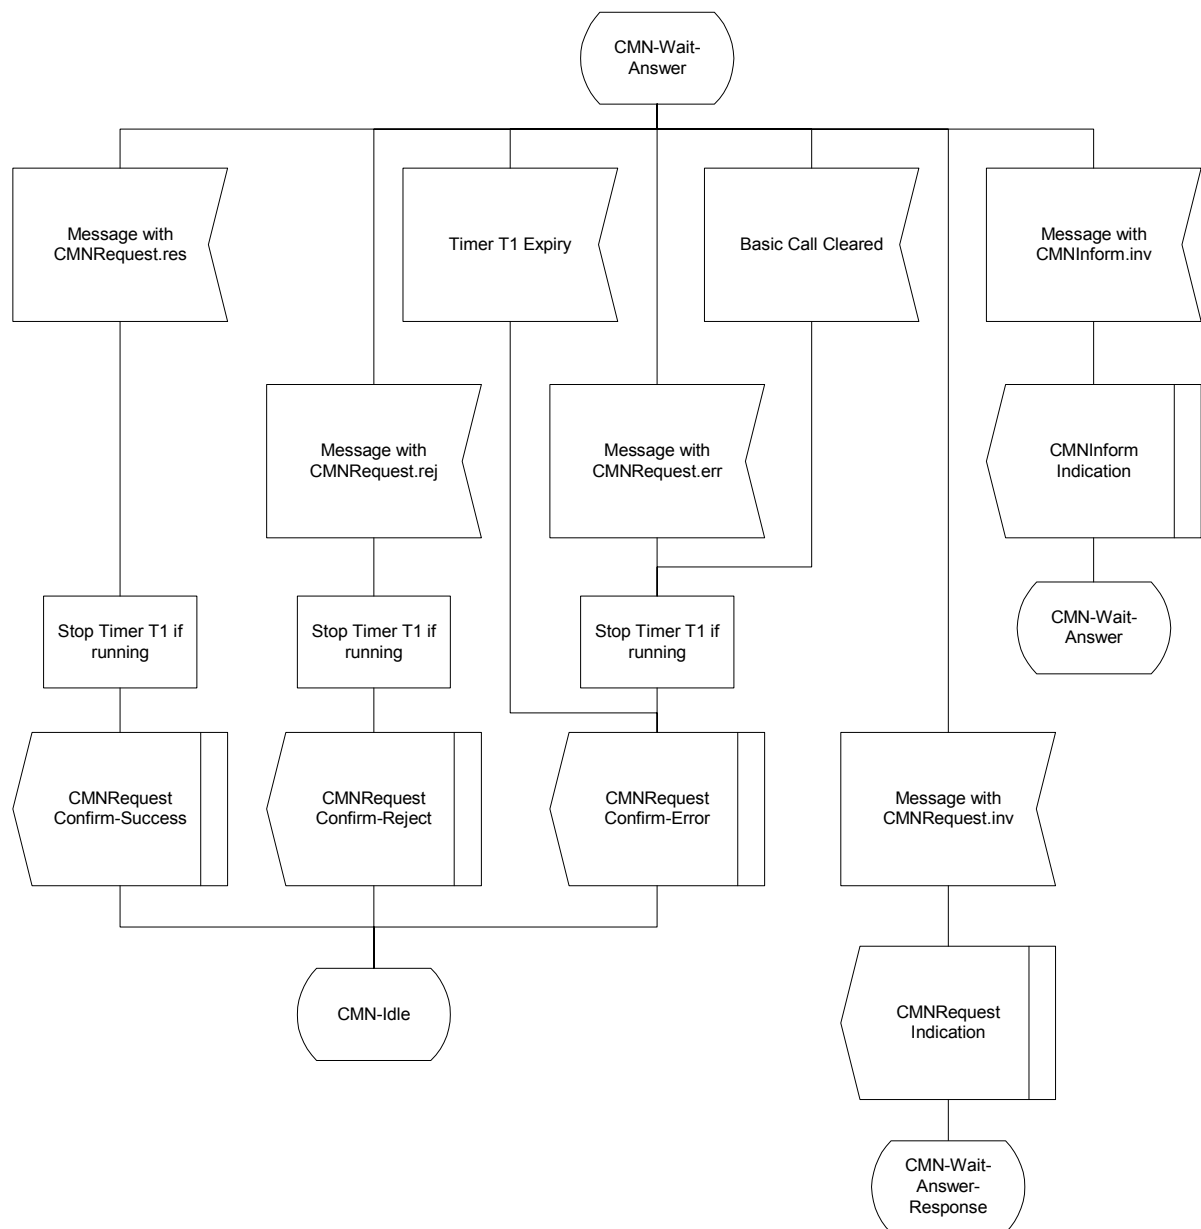 CMN-Wait-
Answer
Message with
CMNRequest.res
Timer T1 Expiry
Basic Call Cleared
Message with
CMNInform.inv
Message with
CMNRequest.rej
Message with
CMNRequest.err
CMNInform
Indication
Stop Timer T1 if
running
Stop Timer T1 if
running
Stop Timer T1 if
running
CMN-Wait-
Answer
CMNRequest
Confirm-Success
CMNRequest
Confirm-Reject
CMNRequest
Confirm-Error
Message with
CMNRequest.inv
CMN-Idle
CMNRequest
Indication
CMN-Wait-
Answer-
Response